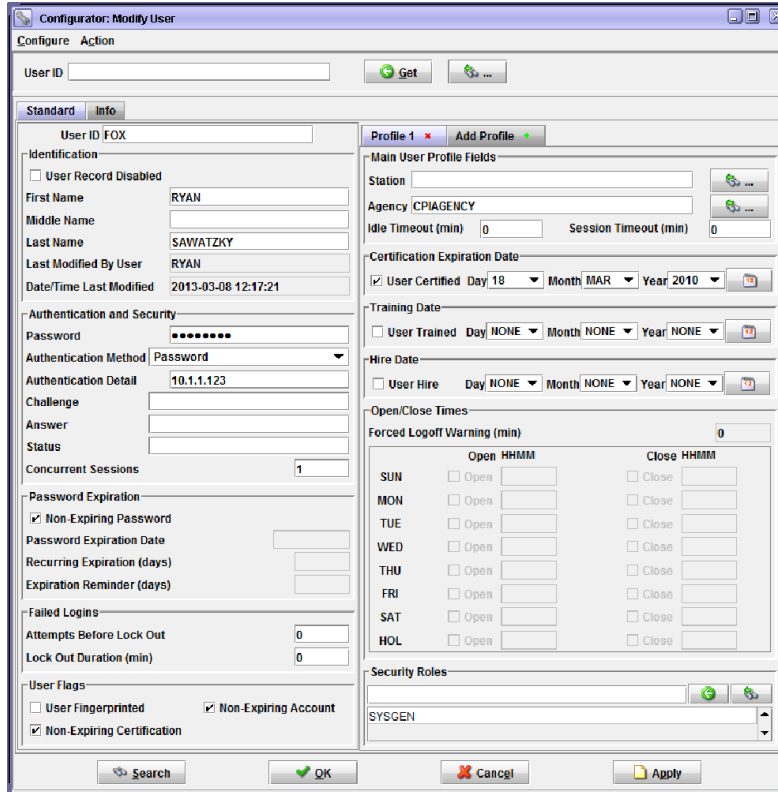 Configurator: Modify User
Configure Action
User ID Get ...
Standard Info
User ID FOX
Identification
User Record Disabled
First Name RYAN
Middle Name
Last Name SAWATZKY
Last Modified By User RYAN
Date/Time Last Modified 2013-03-08 12:17:21
Authentication and Security
Password ••••••••
Authentication Method Password
Authentication Detail 10.1.1.123
Challenge
Answer
Status
Concurrent Sessions 1
Password Expiration
Non-Expiring Password
Password Expiration Date
Recurring Expiration (days)
Expiration Reminder (days)
Failed Logins
Attempts Before Lock Out 0
Lock Out Duration (min) 0
User Flags
User Fingerprinted Non-Expiring Account
Non-Expiring Certification
Profile 1 Add Profile
Main User Profile Fields
Station ...
Agency CPIAGENCY ...
Idle Timeout (min) 0 Session Timeout (min) 0
Certification Expiration Date
User Certified Day 18 Month MAR Year 2010
Training Date
User Trained Day NONE Month NONE Year NONE
Hire Date
User Hire Day NONE Month NONE Year NONE
Open/Close Times
Forced Logoff Warning (min) 0
Open HHMM Close HHMM
SUN Open Close
MON Open Close
TUE Open Close
WED Open Close
THU Open Close
FRI Open Close
SAT Open Close
HOL Open Close
Security Roles
SYSGEN
Search OK Cancel Apply